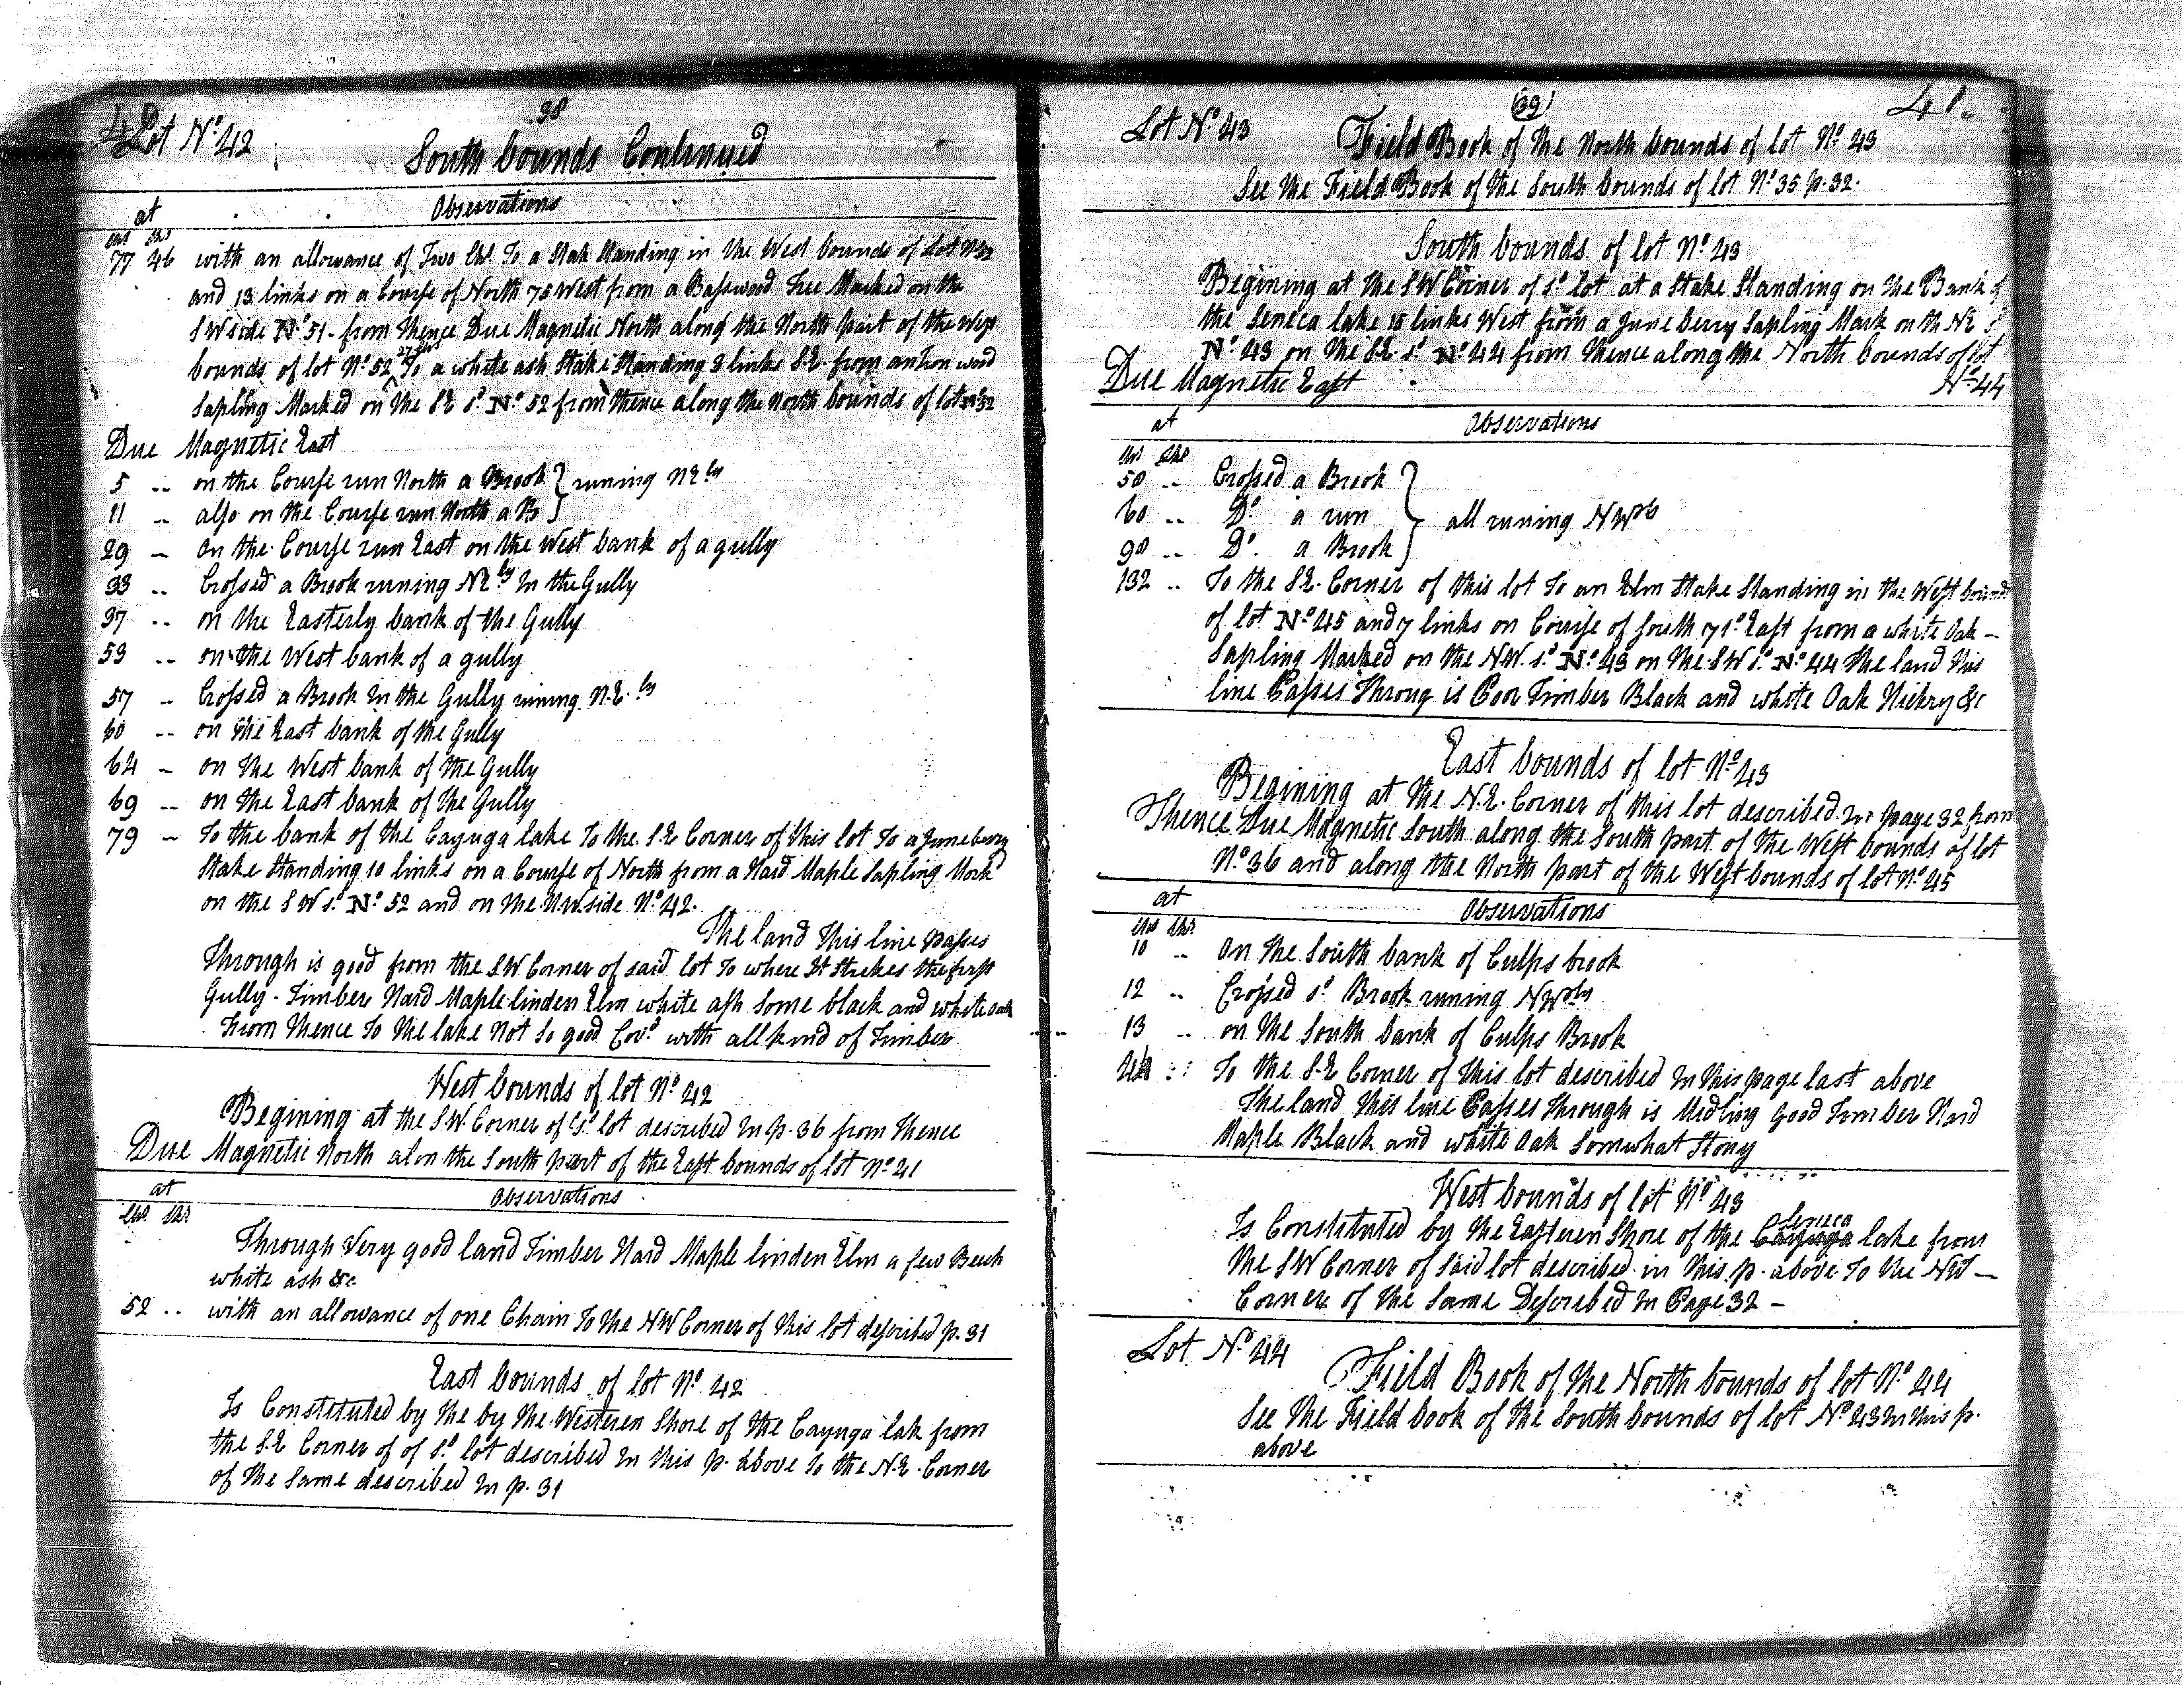 40
38
Lot No. 42
South bounds Continued
at
Observations
Chs Lks
77 46 with an allowance of Two Chs. To a Stak Standing in the West bounds of Lot No 52
and 13 links on a Course of North 75 West from a Basswood Tree Marked on the
SW side No. 51 - from thence Due Magnetic North along the North part of the West
bounds of lot No. 52 To a white ash Stake Standing 3 links S.E. from an Iron wood
Sapling Marked on the SE sd. No. 52 from thence along the North bounds of lot No 52
Due Magnetic East
5 .. on the Course run North a Brook } runing NE ly
11 .. also on the Course run North a B }
29 - on the Course run East on the West bank of a gully
33 .. Crossed a Brook runing NE ly In the Gully
37 .. on the Easterly bank of the Gully
53 .. on the West bank of a gully
57 - Crossed a Brook In the Gully runing N.E. ly
60 .. on the East bank of the Gully
64 - on the West bank of the Gully
69 .. on the East bank of the Gully
79 - To the bank of the Cayuga lake To the S.E Corner of this lot To a Juneberry
Stake Standing 10 links on a Course of North from a Hard Maple Sapling Mork
on the SW sd. No. 52 and on the N.W. side No. 42.
The land This line passes
Through is good from the SW Corner of said lot To where It Strekes the first
Gully - Timber Hard Maple linden Elm white ash Some black and white oak
From thence To the lake Not So good Covd. with all kind of Timber
West bounds of lot No. 42
Begining at the S.W. Corner of sd. lot described In p. 36 from thence
Due Magnetic North alon the South part of the East bounds of lot No 41
at
Observations
Chs. Lks
Through Very good land Timber Hard Maple linden Elm a few Beech
white ash &c
52 .. with an allowance of one Chain To the NW Corner of this lot described p. 31
East bounds of lot No. 42
Is Constituted by the by the Westeren Shore of the Cayuga lak from
the S.E Corner of of sd. lot described In this p. above To the N.E. Corner
of the Same described In p. 31
(39)
41.
Lot No. 43
Field Book of the North bounds of lot No. 43
See the Field Book of the South bounds of lot No. 35 p. 32.
South bounds of lot No. 43
Begining at the SW Corner of sd. lot at a Stake Standing on the Bank of
the Seneca lake 15 links West from a June berry Sapling Mark on th NE sd.
No. 43 on the S.E. sd. No. 44 from thence along the North bounds of lot
Due Magnetic East No. 44
at
Observations
Chs Lks
50 .. Crossed a Brook }
60 .. Do. a run } all runing NW
98 .. Do. a Brook }
132 .. To the S.E. Corner of this lot To an Elm Stake Standing in the West bound
of lot No. 45 and 7 links on Course of South 71o. East from a white Oak -
Sapling Marked on the N.W. sd. No. 43 on the SW sd. No. 44 The land this
line Passes Throug is Poor Timber Black and white Oak Hickry &c
East bounds of lot No. 43
Begining at the N.E. Corner of this lot described In page 32 from
Thence Due Magnetic South along the South part of the West bounds of lot
No. 36 and along the North part of the West bounds of lot No. 45
at
Observations
Chs Lks
10 .. on the South bank of Culps brook
12 .. Crossed sd. Brook runing NW
13 .. on the South bank of Culps Brook
44 .. To the S.E Corner of this lot described In this page last above
The land This line Passes Through is Midling Good Timber Hard
Maple Black and white Oak Somwhat Stony
West bounds of lot No. 43
Seneca
Is Constituted by the Easteren Shore of the Cayuga lake from
the SW Corner of said lot described in this p. above To the NW -
Corner of the Same Described In Page 32 -
Lot No. 44
Field Book of the North bounds of lot No. 44
See the Field book of the South bounds of lot No. 43 In this p.
above